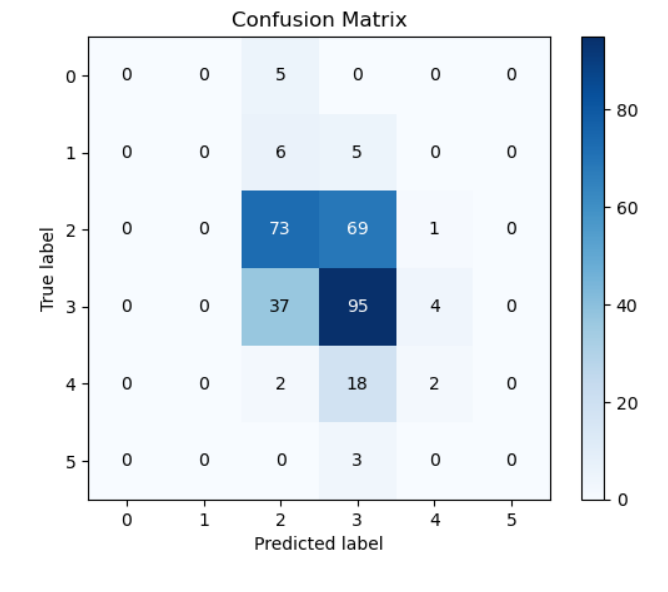 Confusion Matrix
True label
0 0 0 5 0 0 0
1 0 0 6 5 0 0
2 0 0 73 69 1 0
3 0 0 37 95 4 0
4 0 0 2 18 2 0
5 0 0 0 3 0 0
0 1 2 3 4 5
Predicted label
80
60
40
20
0